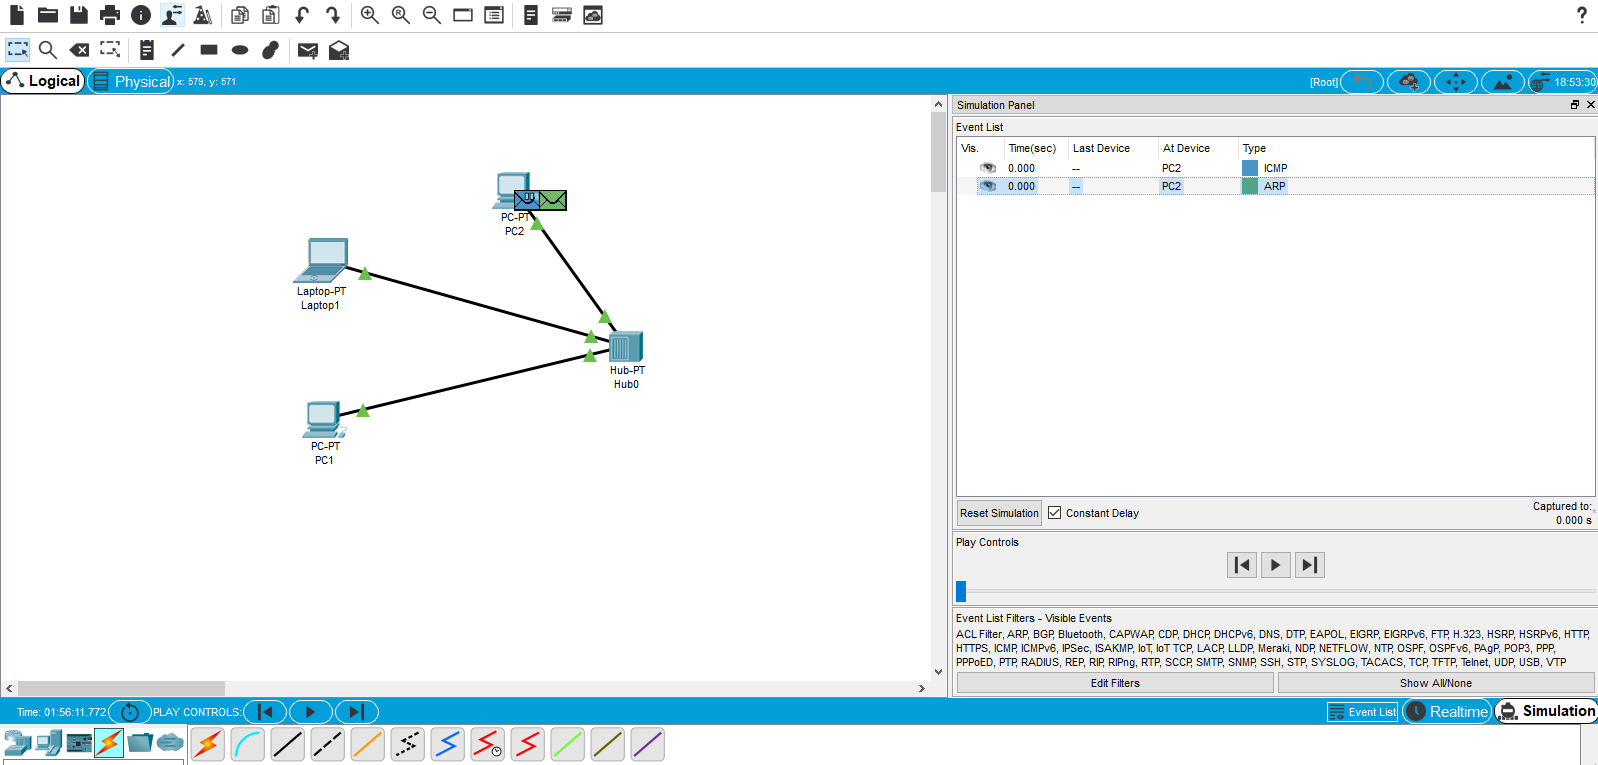 ?
Logical
Physical
x: 579, y: 571
[Root]
18:53:30
Simulation Panel
Event List
Vis.
Time(sec)
Last Device
At Device
Type
0.000
--
PC2
ICMP
0.000
--
PC2
ARP
PC-PT
PC2
Laptop-PT
Laptop1
Hub-PT
Hub0
PC-PT
PC1
Reset Simulation
Constant Delay
Captured to:
0.000 s
Play Controls
Event List Filters - Visible Events
ACL Filter, ARP, BGP, Bluetooth, CAPWAP, CDP, DHCP, DHCPv6, DNS, DTP, EAPOL, EIGRP, EIGRPv6, FTP, H.323, HSRP, HSRPv6, HTTP,
HTTPS, ICMP, ICMPv6, IPSec, ISAKMP, IoT, IoT TCP, LACP, LLDP, Meraki, NDP, NETFLOW, NTP, OSPF, OSPFv6, PAgP, POP3, PPP,
PPPoED, PTP, RADIUS, REP, RIP, RIPng, RTP, SCCP, SMTP, SNMP, SSH, STP, SYSLOG, TACACS, TCP, TFTP, Telnet, UDP, USB, VTP
Edit Filters
Show All/None
Time: 01:56:11.772
PLAY CONTROLS:
Event List
Realtime
Simulation